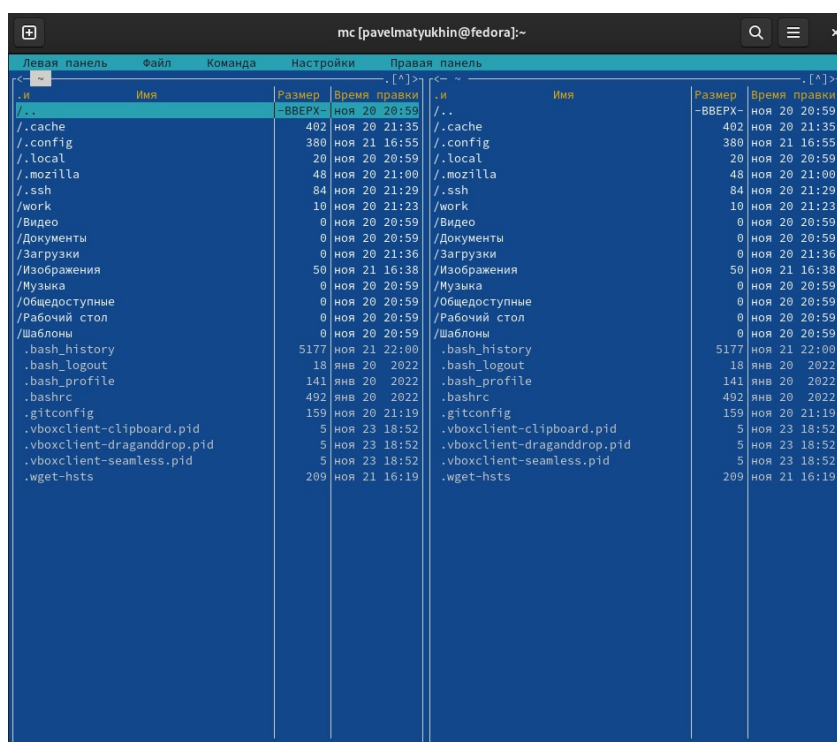 mc [pavelmatyukhin@fedora]:~
Левая панель Файл Команда Настройки Правая панель
<- ~ .[^]> <- ~ .[^]>
.и Имя Размер Время правки .и Имя Размер Время правки
/.. -ВВЕРХ- ноя 20 20:59 /.. -ВВЕРХ- ноя 20 20:59
/.cache 402 ноя 20 21:35 /.cache 402 ноя 20 21:35
/.config 380 ноя 21 16:55 /.config 380 ноя 21 16:55
/.local 20 ноя 20 20:59 /.local 20 ноя 20 20:59
/.mozilla 48 ноя 20 21:00 /.mozilla 48 ноя 20 21:00
/.ssh 84 ноя 20 21:29 /.ssh 84 ноя 20 21:29
/work 10 ноя 20 21:23 /work 10 ноя 20 21:23
/Видео 0 ноя 20 20:59 /Видео 0 ноя 20 20:59
/Документы 0 ноя 20 20:59 /Документы 0 ноя 20 20:59
/Загрузки 0 ноя 20 21:36 /Загрузки 0 ноя 20 21:36
/Изображения 50 ноя 21 16:38 /Изображения 50 ноя 21 16:38
/Музыка 0 ноя 20 20:59 /Музыка 0 ноя 20 20:59
/Общедоступные 0 ноя 20 20:59 /Общедоступные 0 ноя 20 20:59
/Рабочий стол 0 ноя 20 20:59 /Рабочий стол 0 ноя 20 20:59
/Шаблоны 0 ноя 20 20:59 /Шаблоны 0 ноя 20 20:59
.bash_history 5177 ноя 21 22:00 .bash_history 5177 ноя 21 22:00
.bash_logout 18 янв 20 2022 .bash_logout 18 янв 20 2022
.bash_profile 141 янв 20 2022 .bash_profile 141 янв 20 2022
.bashrc 492 янв 20 2022 .bashrc 492 янв 20 2022
.gitconfig 159 ноя 20 21:19 .gitconfig 159 ноя 20 21:19
.vboxclient-clipboard.pid 5 ноя 23 18:52 .vboxclient-clipboard.pid 5 ноя 23 18:52
.vboxclient-draganddrop.pid 5 ноя 23 18:52 .vboxclient-draganddrop.pid 5 ноя 23 18:52
.vboxclient-seamless.pid 5 ноя 23 18:52 .vboxclient-seamless.pid 5 ноя 23 18:52
.wget-hsts 209 ноя 21 16:19 .wget-hsts 209 ноя 21 16:19